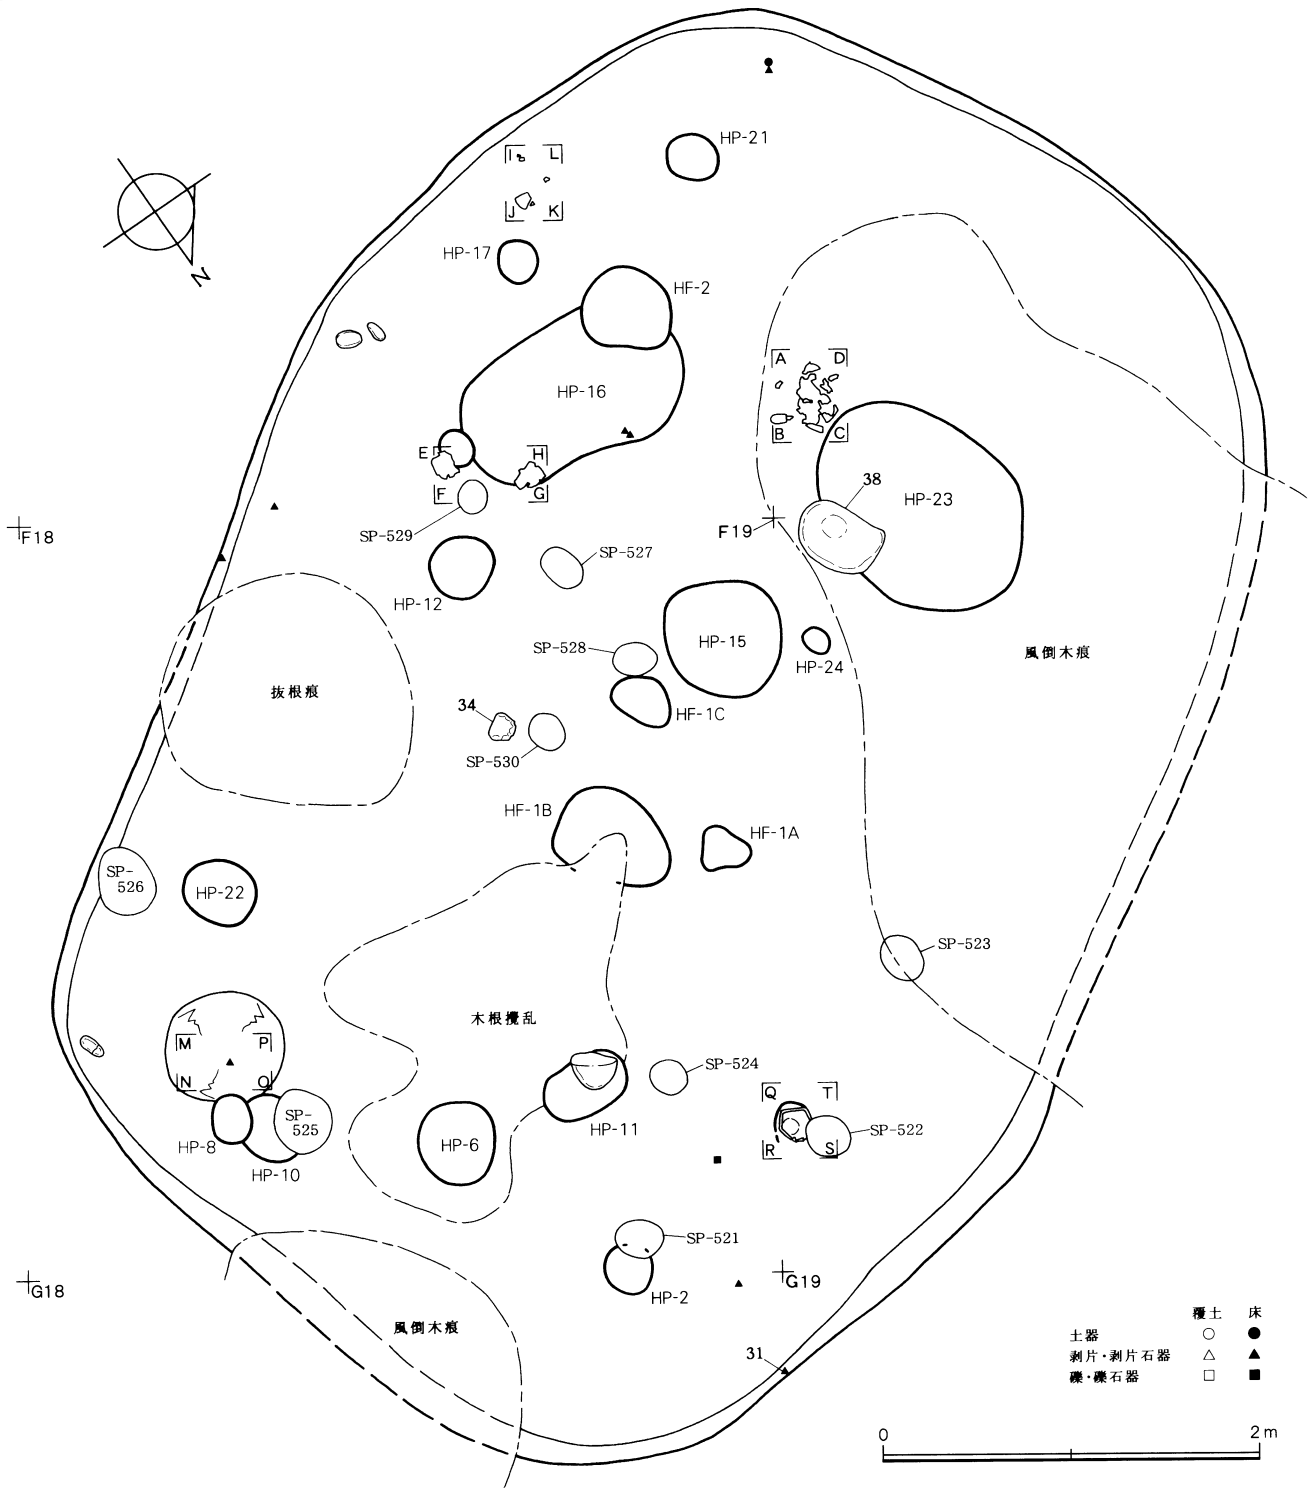 HP-21
I L
J K
N
HP-17
HF-2
A D
HP-16
B C
E H
38
HP-23
F G
F18
SP-529
F19
SP-527
HP-12
SP-528
HP-15
HP-24
風倒木痕
抜根痕
34
HF-1C
SP-530
HF-1B
HF-1A
SP-
526
HP-22
SP-523
木根攪乱
M P
SP-524
N O
Q T
SP-
525
HP-8
HP-6
HP-11
SP-522
R S
HP-10
SP-521
G18
G19
HP-2
風倒木痕
31
覆土 床
土器 ○ ●
剥片・剥片石器 △ ▲
礫・礫石器 □ ■
0 2m